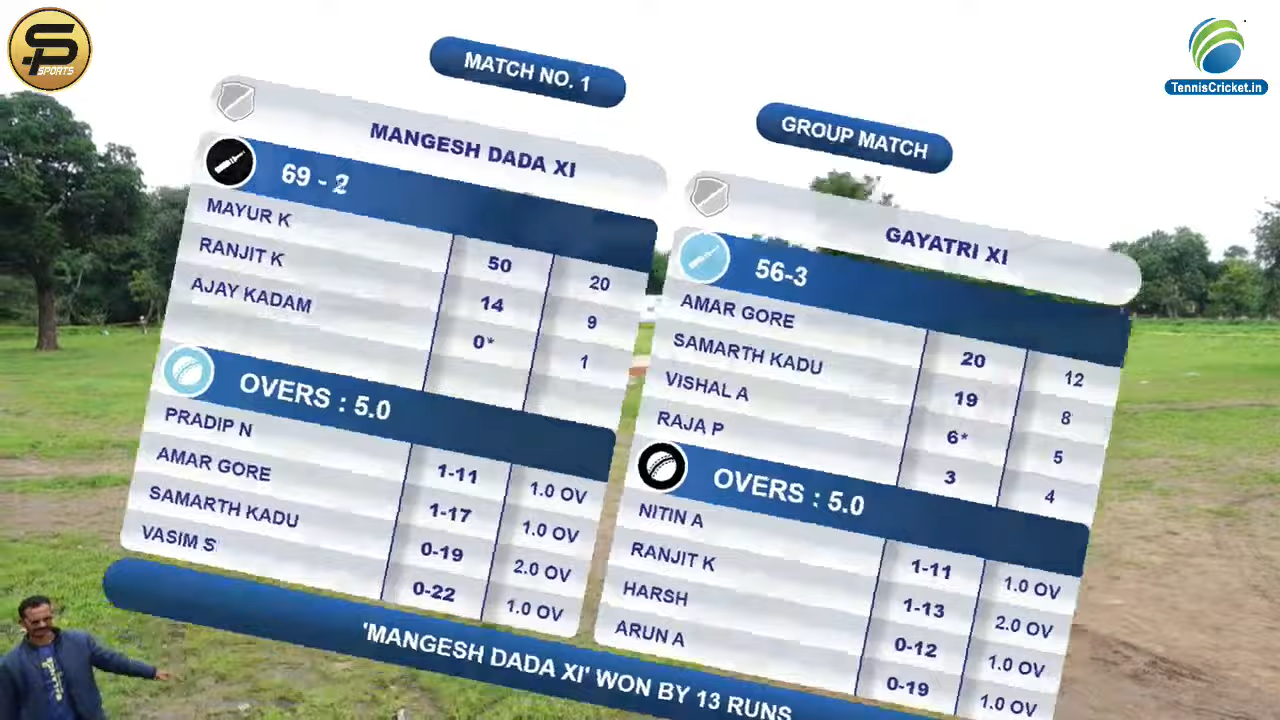 SP
SPORTS
TennisCricket.in
MATCH NO. 1
GROUP MATCH
MANGESH DADA XI
69 - 2
MAYUR K 50 20
RANJIT K 14 9
AJAY KADAM 0* 1
OVERS : 5.0
PRADIP N 1-11 1.0 OV
AMAR GORE 1-17 1.0 OV
SAMARTH KADU 0-19 2.0 OV
VASIM S 0-22 1.0 OV
GAYATRI XI
56-3
AMAR GORE 20 12
SAMARTH KADU 19 8
VISHAL A 6* 5
RAJA P 3 4
OVERS : 5.0
NITIN A 1-11 1.0 OV
RANJIT K 1-13 2.0 OV
HARSH 0-12 1.0 OV
ARUN A 0-19 1.0 OV
'MANGESH DADA XI' WON BY 13 RUNS